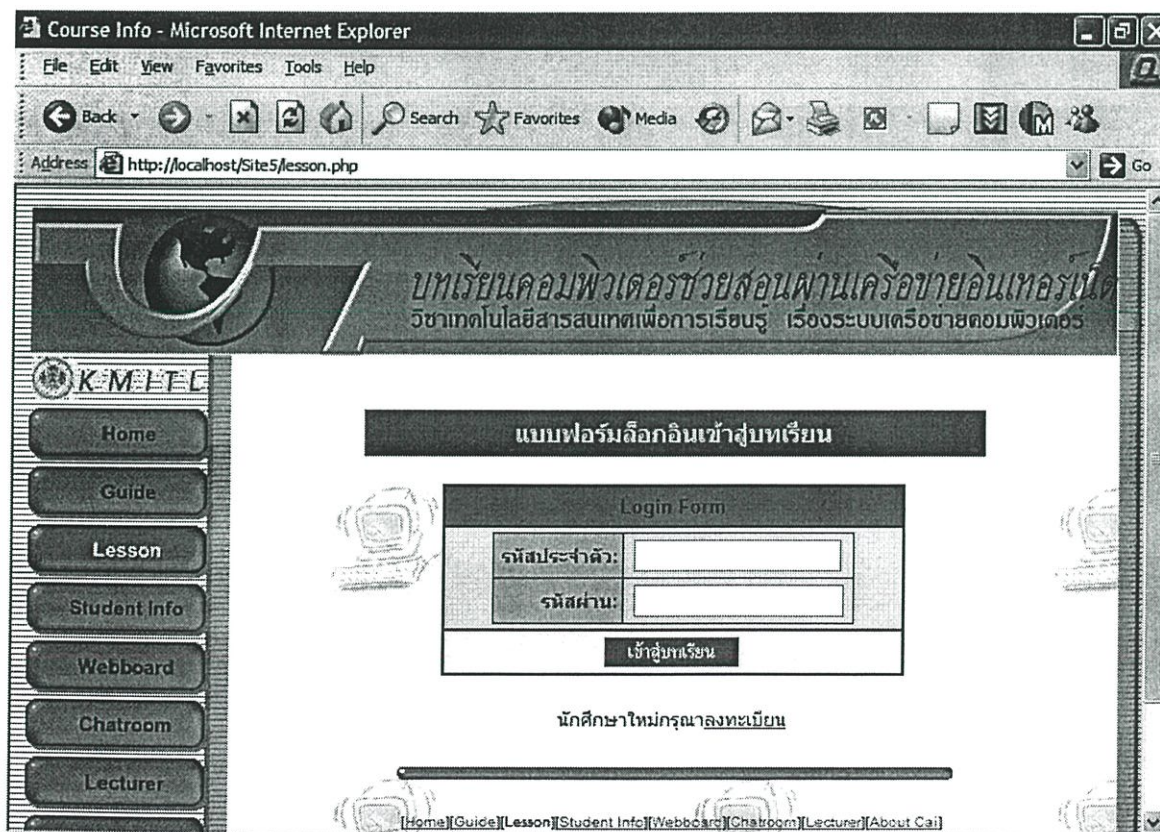 Course Info - Microsoft Internet Explorer
File Edit View Favorites Tools Help
Back Search Favorites Media
Address http://localhost/Site5/lesson.php Go
บทเรียนคอมพิวเตอร์ช่วยสอนผ่านเครือข่ายอินเทอร์เน็ต
วิชาเทคโนโลยีสารสนเทศเพื่อการเรียนรู้ เรื่องระบบเครือข่ายคอมพิวเตอร์
KMITL
Home
Guide
Lesson
Student Info
Webboard
Chatroom
Lecturer
แบบฟอร์มล็อกอินเข้าสู่บทเรียน
Login Form
รหัสประจำตัว:
รหัสผ่าน:
เข้าสู่บทเรียน
นักศึกษาใหม่กรุณาลงทะเบียน
[Home][Guide][Lesson][Student Info][Webboard][Chatroom][Lecturer][About Cai]